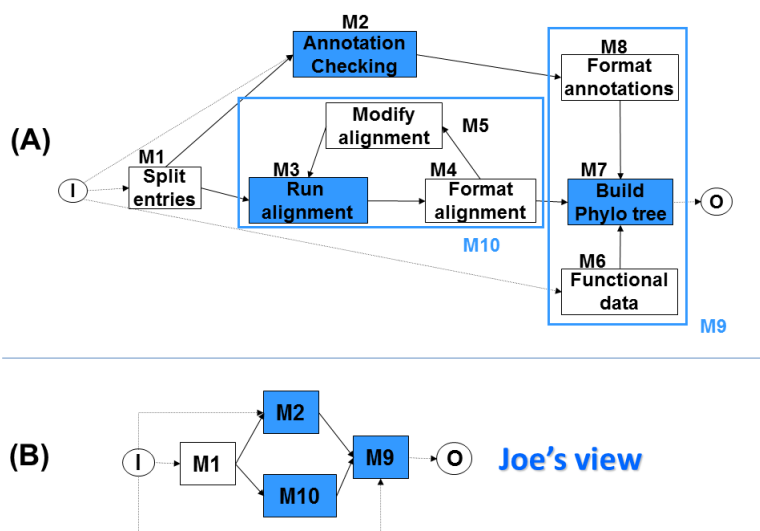 M2
Annotation
Checking
M8
Format
annotations
(A)
Modify
alignment
M5
M1
Split
entries
I
M3
Run
alignment
M4
Format
alignment
M7
Build
Phylo tree
O
M10
M6
Functional
data
M9
(B)
I
M1
M2
M10
M9
O
Joe's view